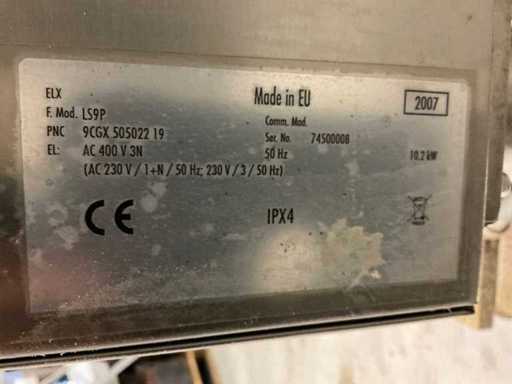 ELX Made in EU 2007
F. Mod. LS9P Comm. Mod.
PNC 9CGX 505022 19 Ser. No. 74500008
EL: AC 400 V 3N 50 Hz 10.2 kW
(AC 230 V / 1+N / 50 Hz; 230 V / 3 / 50 Hz)
CE IPX4